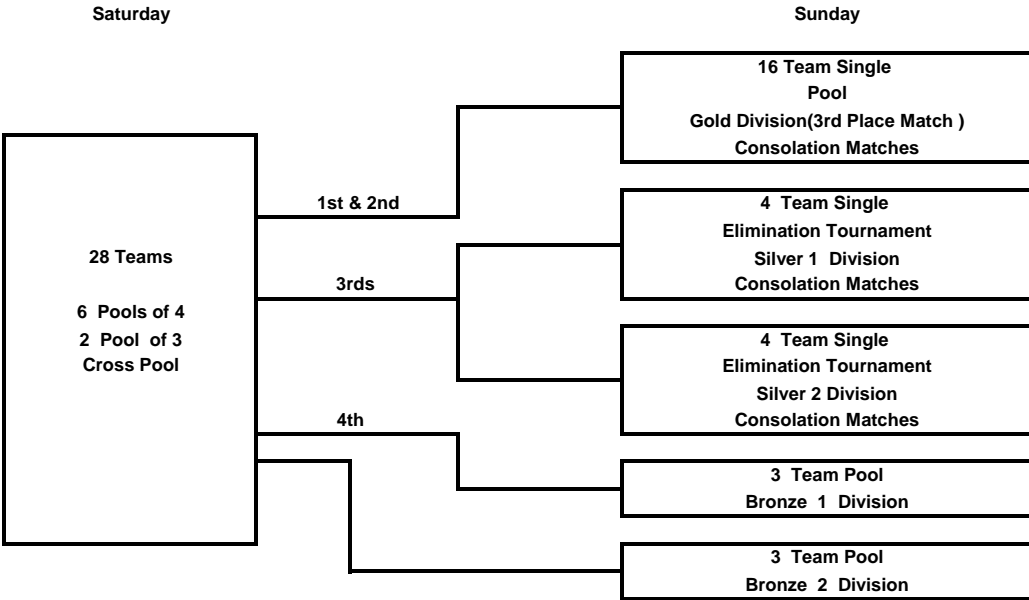 Saturday
Sunday
16 Team Single
Pool
Gold Division(3rd Place Match )
Consolation Matches
1st & 2nd
4 Team Single
Elimination Tournament
Silver 1 Division
Consolation Matches
28 Teams
3rds
6 Pools of 4
2 Pool of 3
Cross Pool
4 Team Single
Elimination Tournament
Silver 2 Division
Consolation Matches
4th
3 Team Pool
Bronze 1 Division
3 Team Pool
Bronze 2 Division